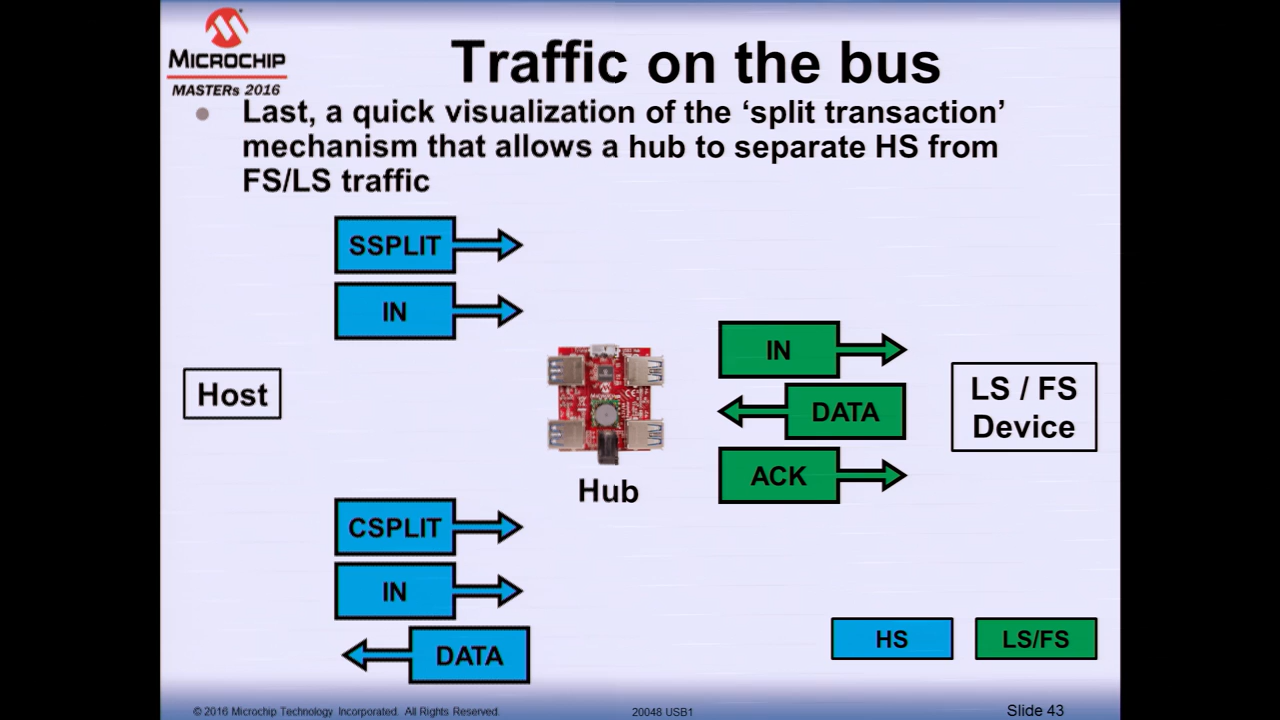 MICROCHIP
MASTERs 2016
Traffic on the bus
Last, a quick visualization of the ‘split transaction’
mechanism that allows a hub to separate HS from
FS/LS traffic
SSPLIT
IN
IN
Host
LS / FS
Device
DATA
ACK
Hub
CSPLIT
IN
DATA
HS
LS/FS
© 2016 Microchip Technology Incorporated. All Rights Reserved.
20048 USB1
Slide 43